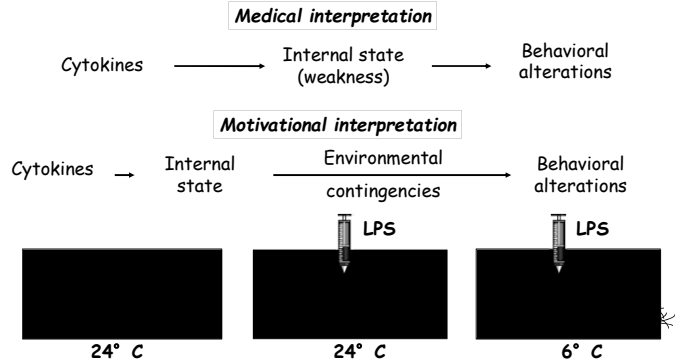 Medical interpretation
Cytokines
Internal state
(weakness)
Behavioral
alterations
Motivational interpretation
Cytokines
Internal
state
Environmental
contingencies
Behavioral
alterations
LPS
LPS
24° C
24° C
6° C